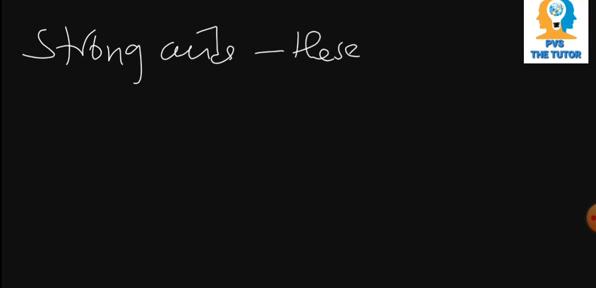 Strong acids - these
PVS
THE TUTOR